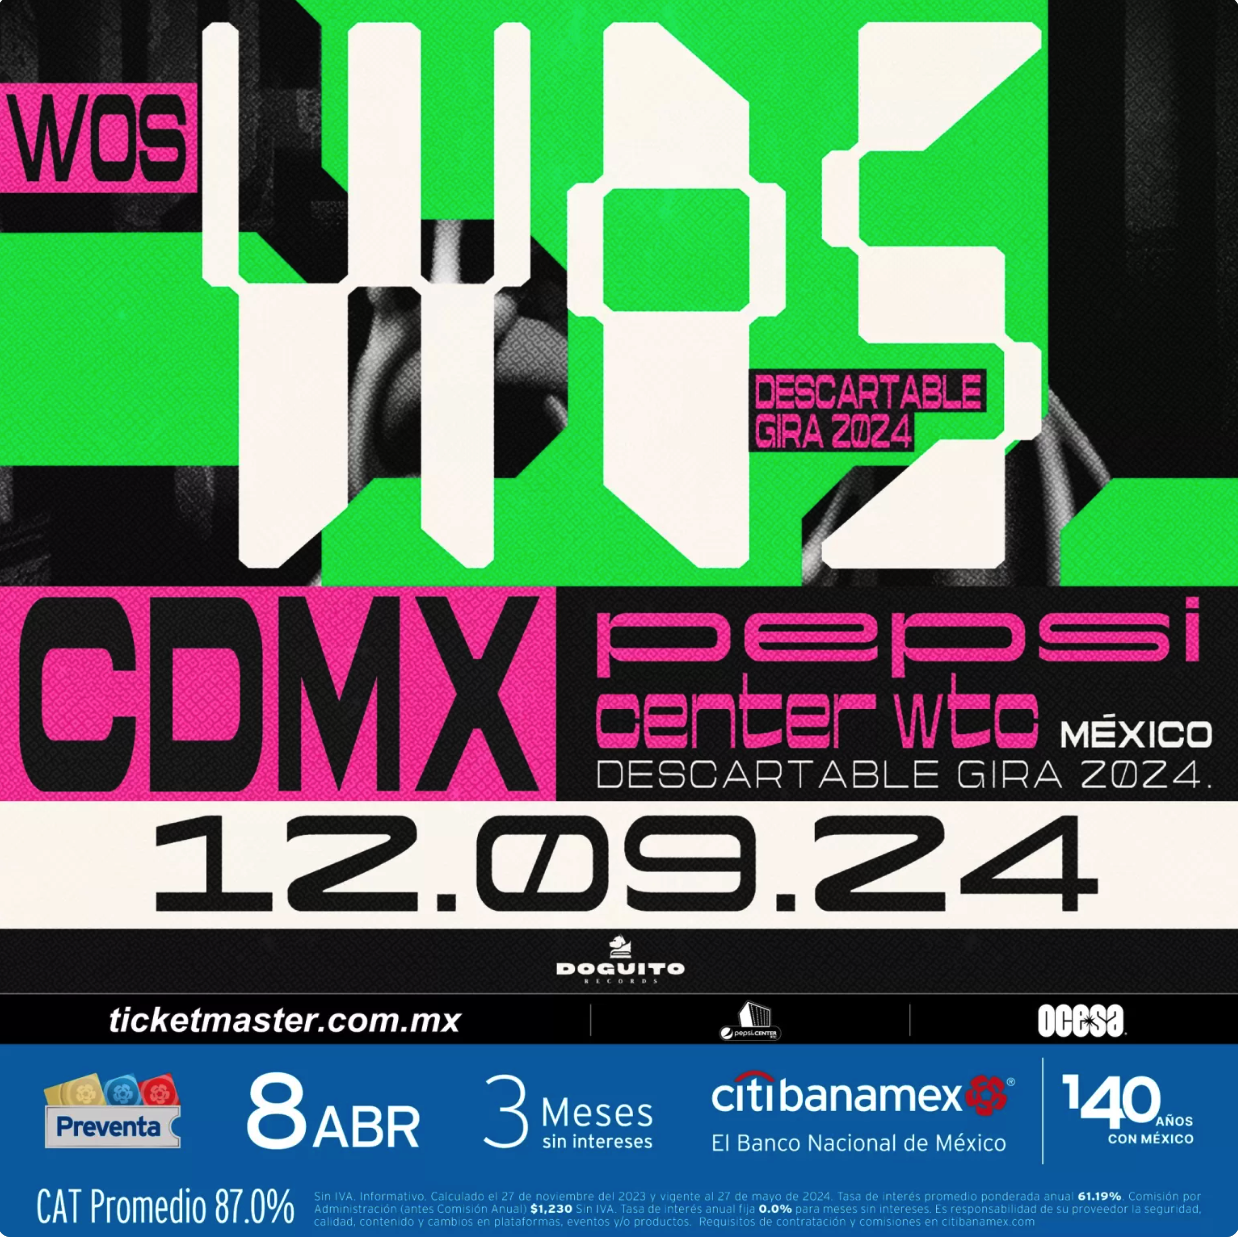 WOS
WOS
DESCARTABLE
GIRA 2024
CDMX
pepsi
center wtc MÉXICO
DESCARTABLE GIRA 2024.
12.09.24
DOGUITO
RECORDS
ticketmaster.com.mx
pepsi CENTER
OCESA
Preventa
8 ABR
3 Meses
sin intereses
citibanamex®
El Banco Nacional de México
140 AÑOS
CON MÉXICO
CAT Promedio 87.0%
Sin IVA. Informativo. Calculado el 27 de noviembre del 2023 y vigente al 27 de mayo de 2024. Tasa de interés promedio ponderada anual 61.19%. Comisión por
Administración (antes Comisión Anual) $1,230 Sin IVA. Tasa de interés anual fija 0.0% para meses sin intereses. Es responsabilidad de su proveedor la seguridad,
calidad, contenido y cambios en plataformas, eventos y/o productos. Requisitos de contratación y comisiones en citibanamex.com